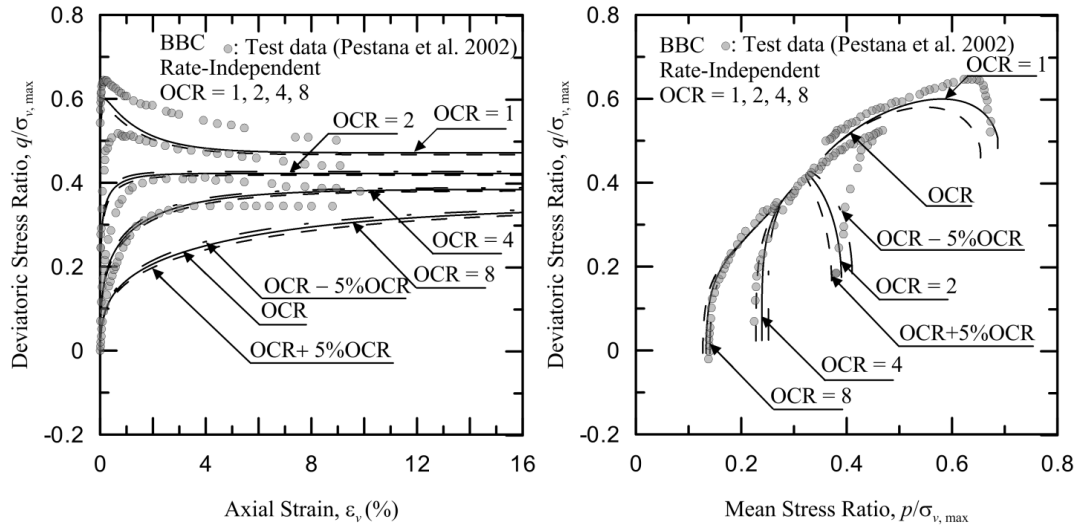 0.8
0.6
0.4
0.2
0
-0.2
Deviatoric Stress Ratio, q/σv, max
BBC : Test data (Pestana et al. 2002)
Rate-Independent
OCR = 1, 2, 4, 8
OCR = 2
OCR = 1
OCR = 4
OCR = 8
OCR − 5%OCR
OCR
OCR+ 5%OCR
0 4 8 12 16
Axial Strain, εv (%)
0.8
0.6
0.4
0.2
0
-0.2
Deviatoric Stress Ratio, q/σv, max
BBC : Test data (Pestana et al. 2002)
Rate-Independent
OCR = 1, 2, 4, 8
OCR = 1
OCR
OCR − 5%OCR
OCR = 2
OCR+5%OCR
OCR = 4
OCR = 8
0 0.2 0.4 0.6 0.8
Mean Stress Ratio, p/σv, max